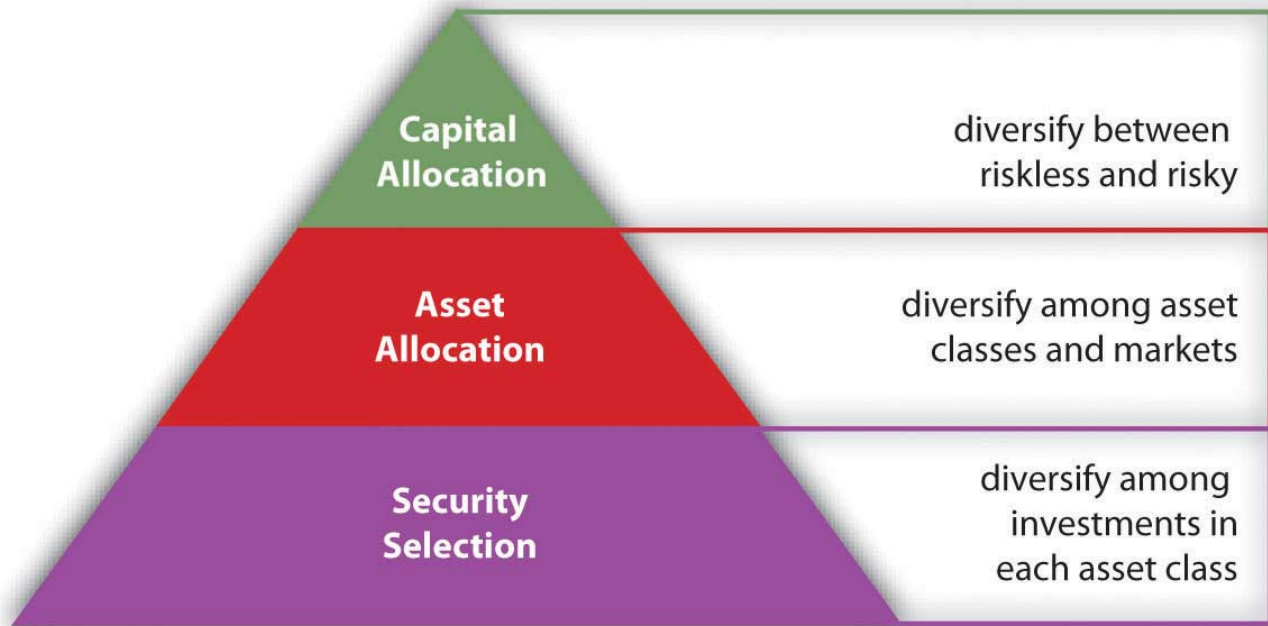 Capital
Allocation
diversify between
riskless and risky
Asset
Allocation
diversify among asset
classes and markets
Security
Selection
diversify among
investments in
each asset class